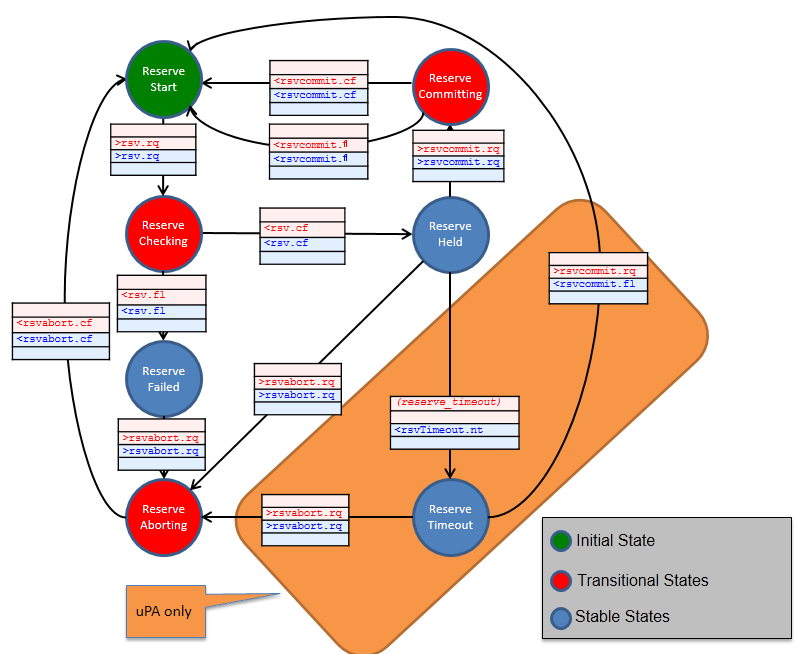 Reserve
Start
<rsvcommit.cf
<rsvcommit.cf
Reserve
Committing
<rsvcommit.fl
<rsvcommit.fl
>rsv.rq
>rsv.rq
>rsvcommit.rq
>rsvcommit.rq
Reserve
Checking
<rsv.cf
<rsv.cf
Reserve
Held
>rsvcommit.rq
<rsvcommit.fl
<rsv.fl
<rsv.fl
<rsvabort.cf
<rsvabort.cf
Reserve
Failed
>rsvabort.rq
>rsvabort.rq
(reserve_timeout)
<rsvTimeout.nt
>rsvabort.rq
>rsvabort.rq
Reserve
Aborting
>rsvabort.rq
>rsvabort.rq
Reserve
Timeout
uPA only
Initial State
Transitional States
Stable States